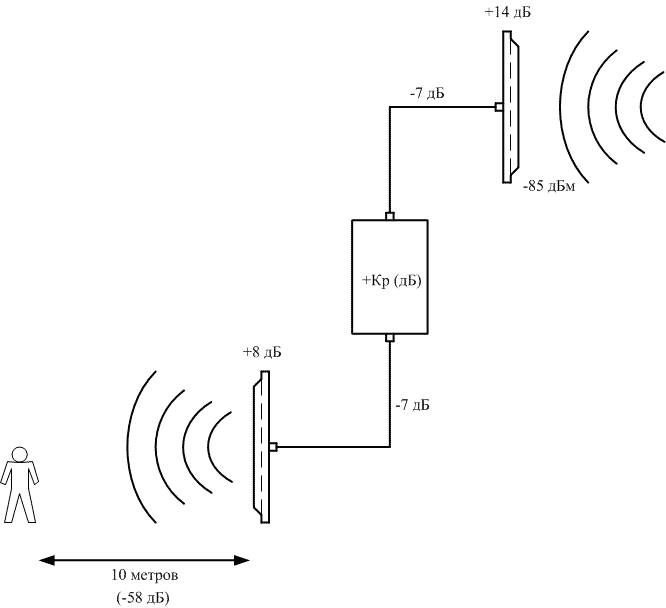 +14 дБ
-7 дБ
-85 дБм
+Кр (дБ)
+8 дБ
-7 дБ
10 метров
(-58 дБ)